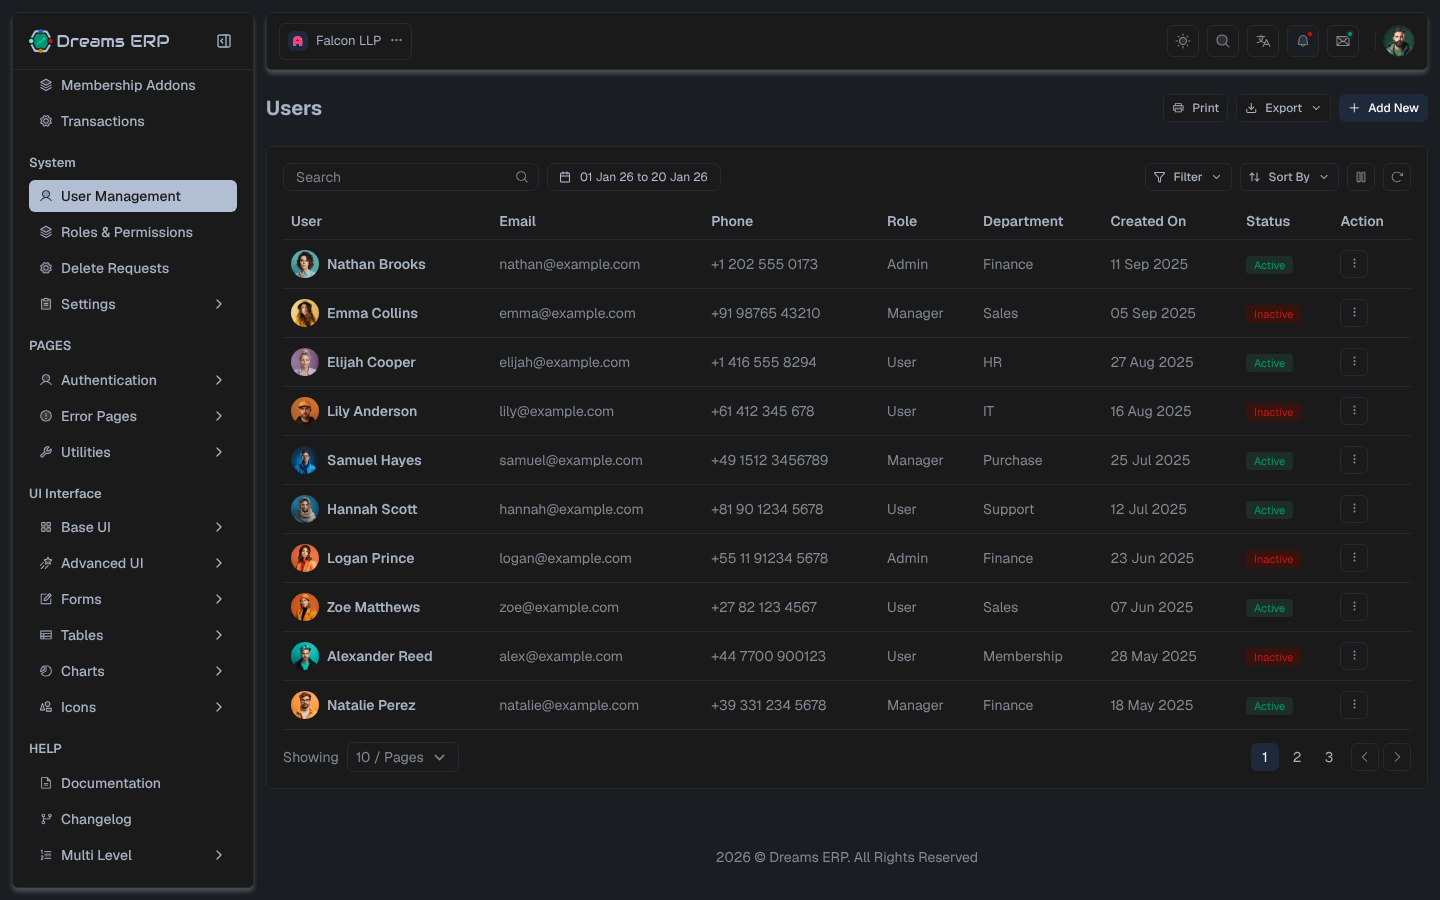 Dreams ERP
Membership Addons
Transactions
System
User Management
Roles & Permissions
Delete Requests
Settings
PAGES
Authentication
Error Pages
Utilities
UI Interface
Base UI
Advanced UI
Forms
Tables
Charts
Icons
HELP
Documentation
Changelog
Multi Level
Falcon LLP
Users
Print
Export
Add New
Search
01 Jan 26 to 20 Jan 26
Filter
Sort By
User Email Phone Role Department Created On Status Action
Nathan Brooks nathan@example.com +1 202 555 0173 Admin Finance 11 Sep 2025 Active
Emma Collins emma@example.com +91 98765 43210 Manager Sales 05 Sep 2025 Inactive
Elijah Cooper elijah@example.com +1 416 555 8294 User HR 27 Aug 2025 Active
Lily Anderson lily@example.com +61 412 345 678 User IT 16 Aug 2025 Inactive
Samuel Hayes samuel@example.com +49 1512 3456789 Manager Purchase 25 Jul 2025 Active
Hannah Scott hannah@example.com +81 90 1234 5678 User Support 12 Jul 2025 Active
Logan Prince logan@example.com +55 11 91234 5678 Admin Finance 23 Jun 2025 Inactive
Zoe Matthews zoe@example.com +27 82 123 4567 User Sales 07 Jun 2025 Active
Alexander Reed alex@example.com +44 7700 900123 User Membership 28 May 2025 Inactive
Natalie Perez natalie@example.com +39 331 234 5678 Manager Finance 18 May 2025 Active
Showing 10 / Pages
1 2 3
2026 © Dreams ERP. All Rights Reserved